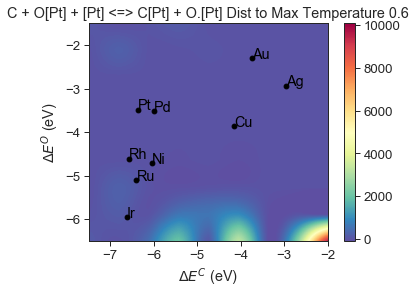 C + O[Pt] + [Pt] <=> C[Pt] + O.[Pt] Dist to Max Temperature 0.6
−2
−3
−4
−5
−6
ΔE^O (eV)
Au
Ag
Pt
Pd
Cu
Rh
Ni
Ru
Ir
−7
−6
−5
−4
−3
−2
ΔE^C (eV)
10000
8000
6000
4000
2000
0